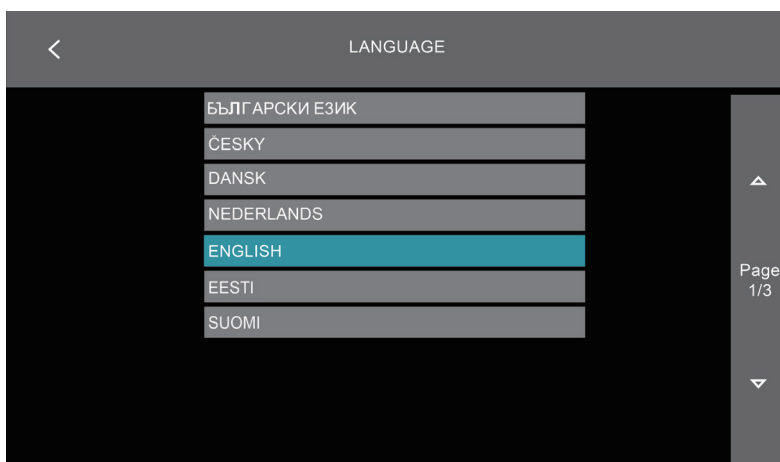 LANGUAGE
БЪЛГАРСКИ ЕЗИК
ČESKY
DANSK
NEDERLANDS
ENGLISH
EESTI
SUOMI
Page
1/3